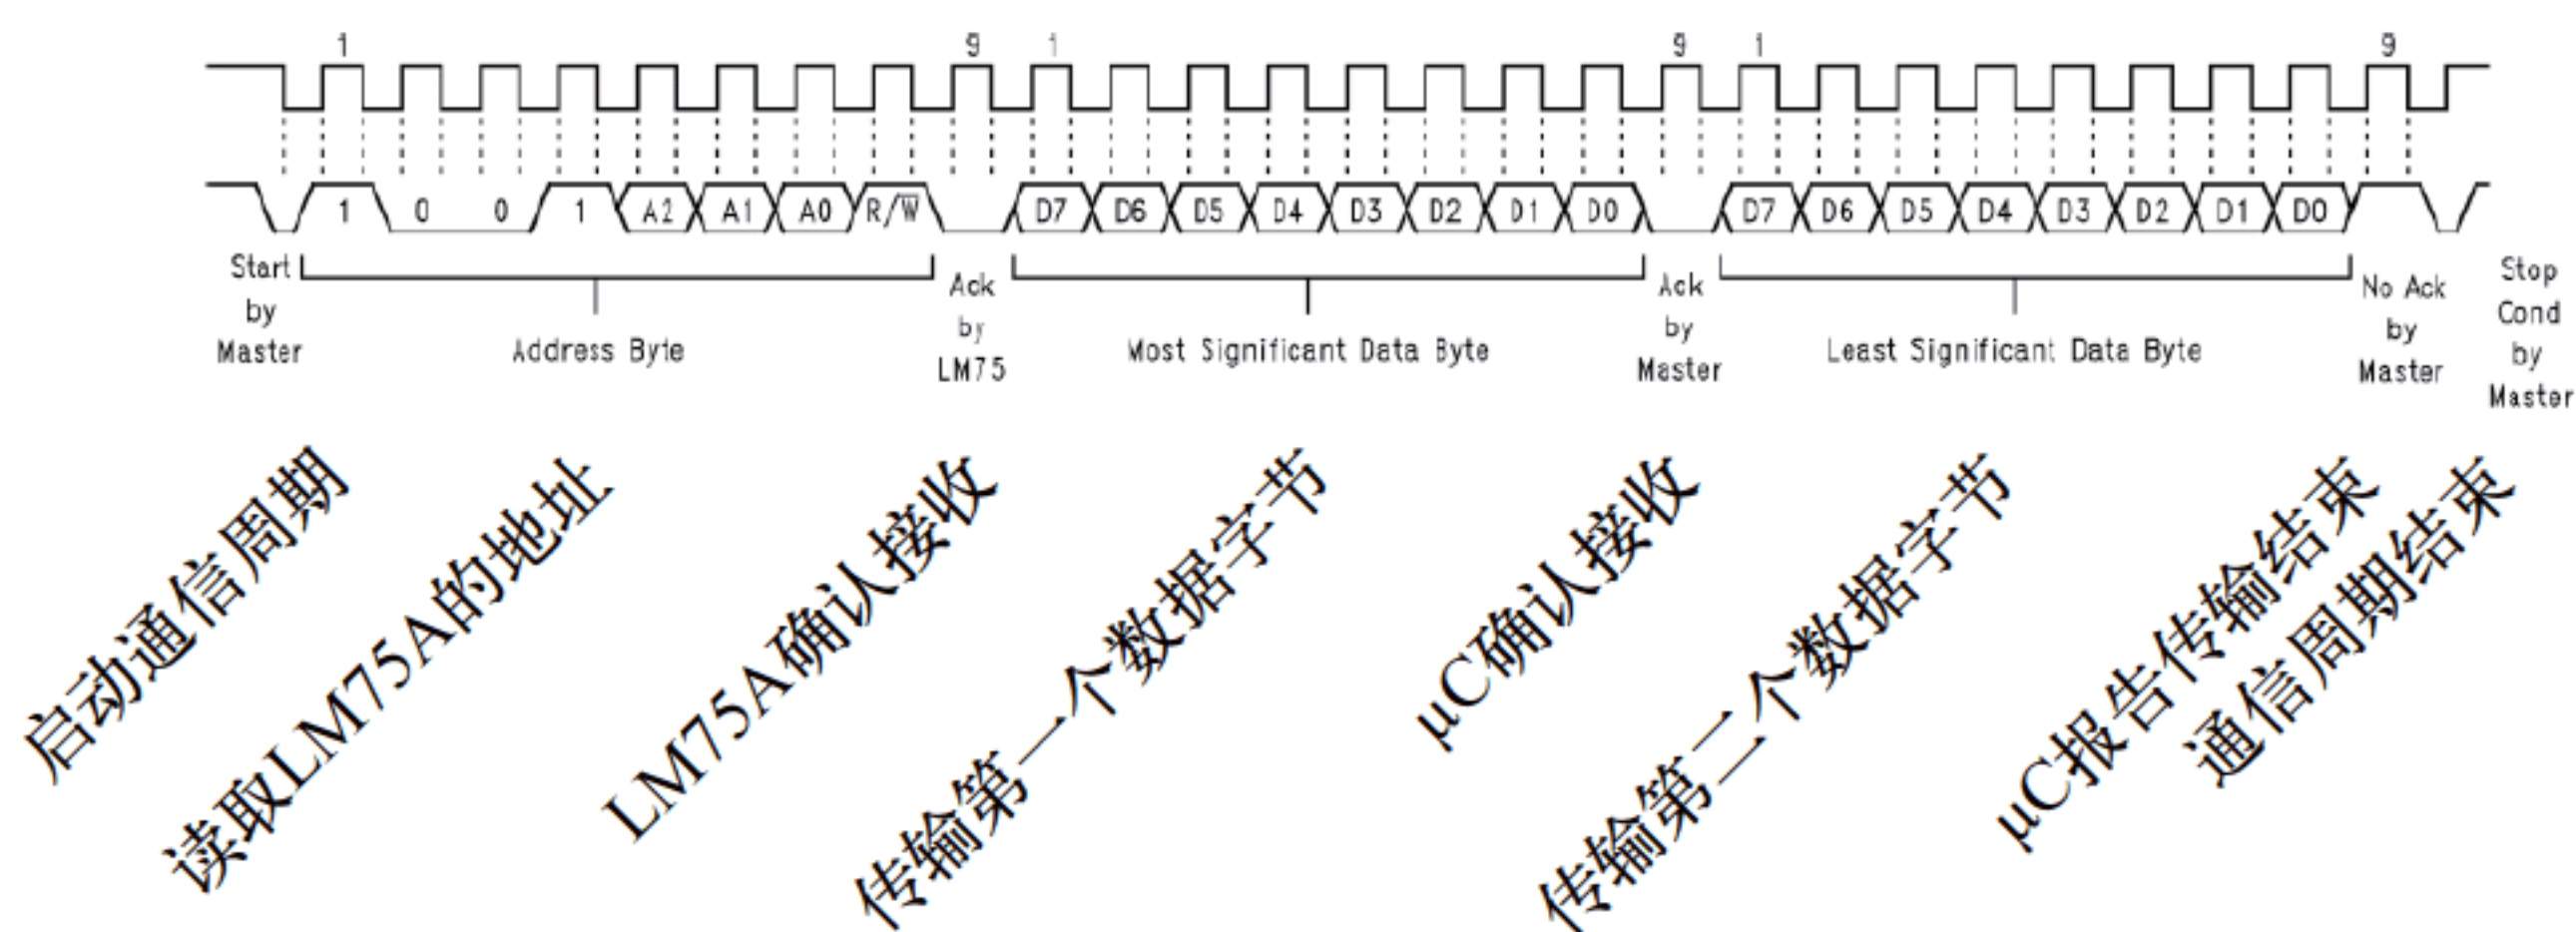 1 9 1 9 1 9
1 0 0 1 A2 A1 A0 R/W̅ D7 D6 D5 D4 D3 D2 D1 D0 D7 D6 D5 D4 D3 D2 D1 D0
Start
by
Master
Address Byte
Ack
by
LM75
Most Significant Data Byte
Ack
by
Master
Least Significant Data Byte
No Ack
by
Master
Stop
Cond
by
Master
启动通信周期
读取LM75A的地址
LM75A确认接收
传输第一个数据字节
μC确认接收
传输第二个数据字节
μC报告传输结束
通信周期结束